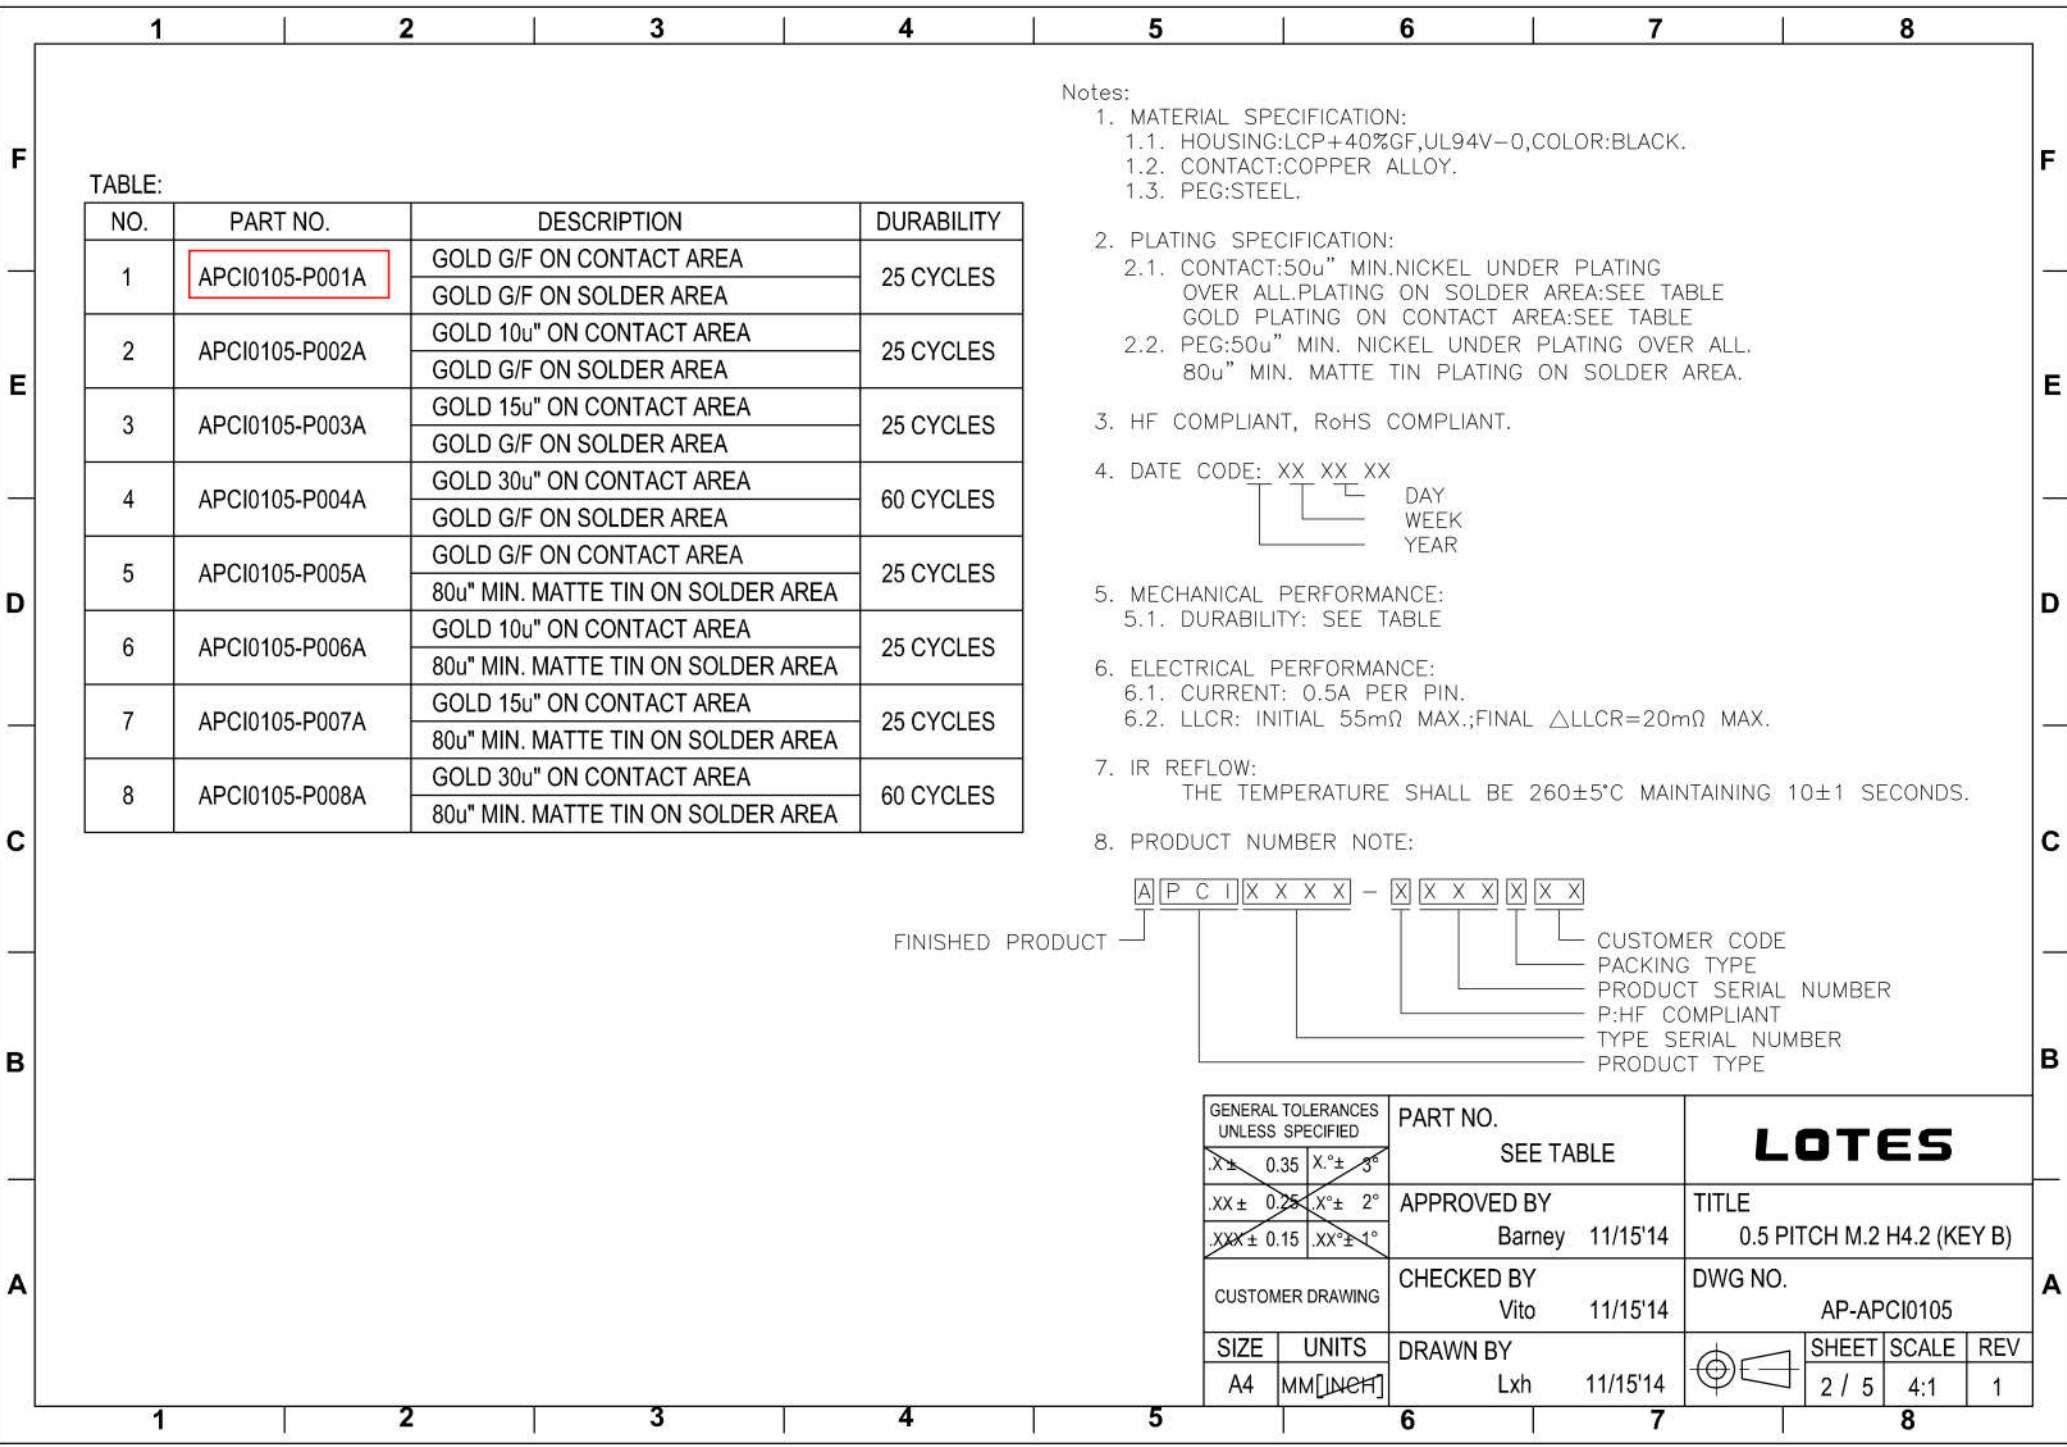 1 2 3 4 5 6 7 8
F
E
D
C
B
A
TABLE:
NO. PART NO. DESCRIPTION DURABILITY
1 APCI0105-P001A GOLD G/F ON CONTACT AREA 25 CYCLES
GOLD G/F ON SOLDER AREA
2 APCI0105-P002A GOLD 10u" ON CONTACT AREA 25 CYCLES
GOLD G/F ON SOLDER AREA
3 APCI0105-P003A GOLD 15u" ON CONTACT AREA 25 CYCLES
GOLD G/F ON SOLDER AREA
4 APCI0105-P004A GOLD 30u" ON CONTACT AREA 60 CYCLES
GOLD G/F ON SOLDER AREA
5 APCI0105-P005A GOLD G/F ON CONTACT AREA 25 CYCLES
80u" MIN. MATTE TIN ON SOLDER AREA
6 APCI0105-P006A GOLD 10u" ON CONTACT AREA 25 CYCLES
80u" MIN. MATTE TIN ON SOLDER AREA
7 APCI0105-P007A GOLD 15u" ON CONTACT AREA 25 CYCLES
80u" MIN. MATTE TIN ON SOLDER AREA
8 APCI0105-P008A GOLD 30u" ON CONTACT AREA 60 CYCLES
80u" MIN. MATTE TIN ON SOLDER AREA
Notes:
1. MATERIAL SPECIFICATION:
1.1. HOUSING:LCP+40%GF,UL94V-0,COLOR:BLACK.
1.2. CONTACT:COPPER ALLOY.
1.3. PEG:STEEL.
2. PLATING SPECIFICATION:
2.1. CONTACT:50u" MIN.NICKEL UNDER PLATING
OVER ALL.PLATING ON SOLDER AREA:SEE TABLE
GOLD PLATING ON CONTACT AREA:SEE TABLE
2.2. PEG:50u" MIN. NICKEL UNDER PLATING OVER ALL.
80u" MIN. MATTE TIN PLATING ON SOLDER AREA.
3. HF COMPLIANT, RoHS COMPLIANT.
4. DATE CODE: XX XX XX
DAY
WEEK
YEAR
5. MECHANICAL PERFORMANCE:
5.1. DURABILITY: SEE TABLE
6. ELECTRICAL PERFORMANCE:
6.1. CURRENT: 0.5A PER PIN.
6.2. LLCR: INITIAL 55mΩ MAX.;FINAL △LLCR=20mΩ MAX.
7. IR REFLOW:
THE TEMPERATURE SHALL BE 260±5°C MAINTAINING 10±1 SECONDS.
8. PRODUCT NUMBER NOTE:
A P C I X X X X - X X X X X X X
FINISHED PRODUCT
CUSTOMER CODE
PACKING TYPE
PRODUCT SERIAL NUMBER
P:HF COMPLIANT
TYPE SERIAL NUMBER
PRODUCT TYPE
GENERAL TOLERANCES
UNLESS SPECIFIED
.X± 0.35 X.°± 3°
.XX± 0.25 .X°± 2°
.XXX± 0.15 .XX°± 1°
CUSTOMER DRAWING
SIZE UNITS
A4 MM[INCH]
PART NO.
SEE TABLE
APPROVED BY
Barney 11/15'14
CHECKED BY
Vito 11/15'14
DRAWN BY
Lxh 11/15'14
LOTES
TITLE
0.5 PITCH M.2 H4.2 (KEY B)
DWG NO.
AP-APCI0105
SHEET SCALE REV
2 / 5 4:1 1
F
E
D
C
B
A
1 2 3 4 5 6 7 8